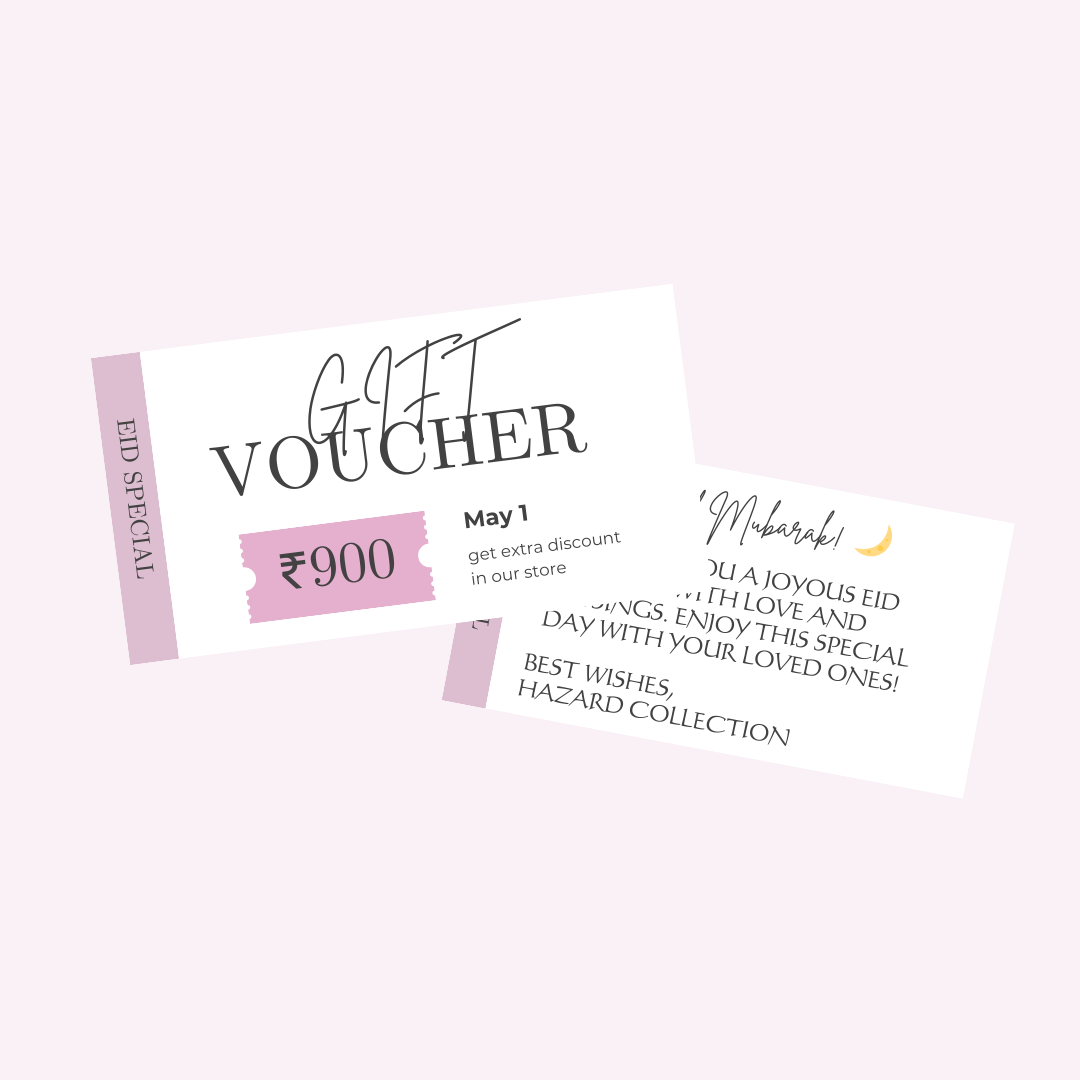 EID SPECIAL
GIFT
VOUCHER
₹900
May 1
get extra discount
in our store
Mubarak! 🌙
A JOYOUS EID
LOVE AND
ENJOY THIS SPECIAL
DAY WITH YOUR LOVED ONES!
BEST WISHES,
HAZARD COLLECTION